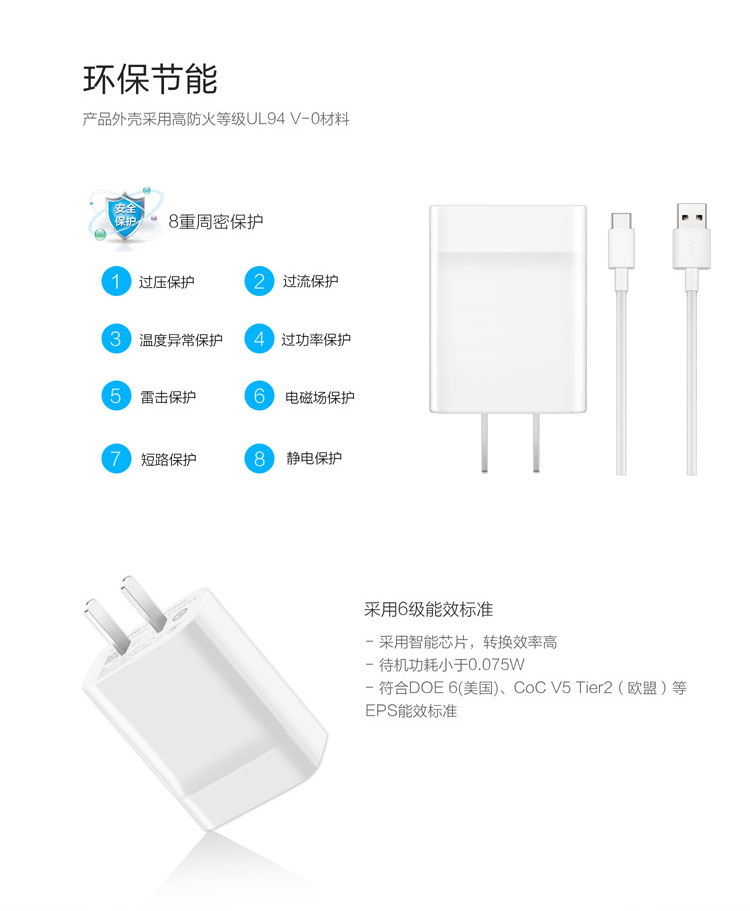 环保节能
产品外壳采用高防火等级UL94 V-0材料
安全
保护
8重周密保护
1 过压保护
2 过流保护
3 温度异常保护
4 过功率保护
5 雷击保护
6 电磁场保护
7 短路保护
8 静电保护
采用6级能效标准
- 采用智能芯片，转换效率高
- 待机功耗小于0.075W
- 符合DOE 6(美国)、CoC V5 Tier2（欧盟）等
EPS能效标准